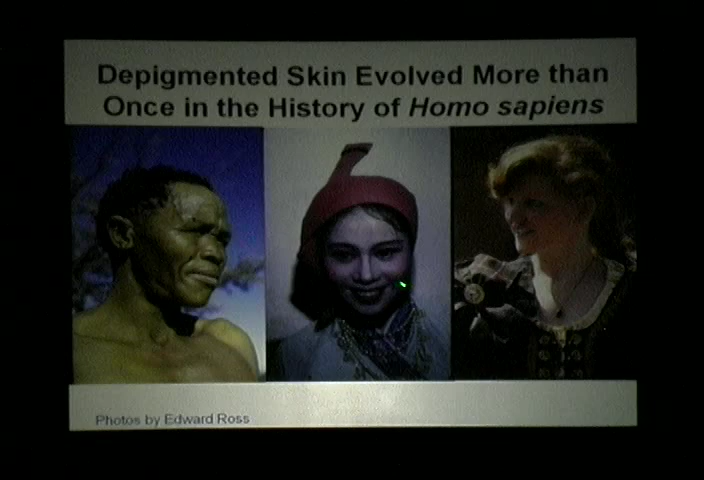 Depigmented Skin Evolved More than
Once in the History of Homo sapiens
Photos by Edward Ross